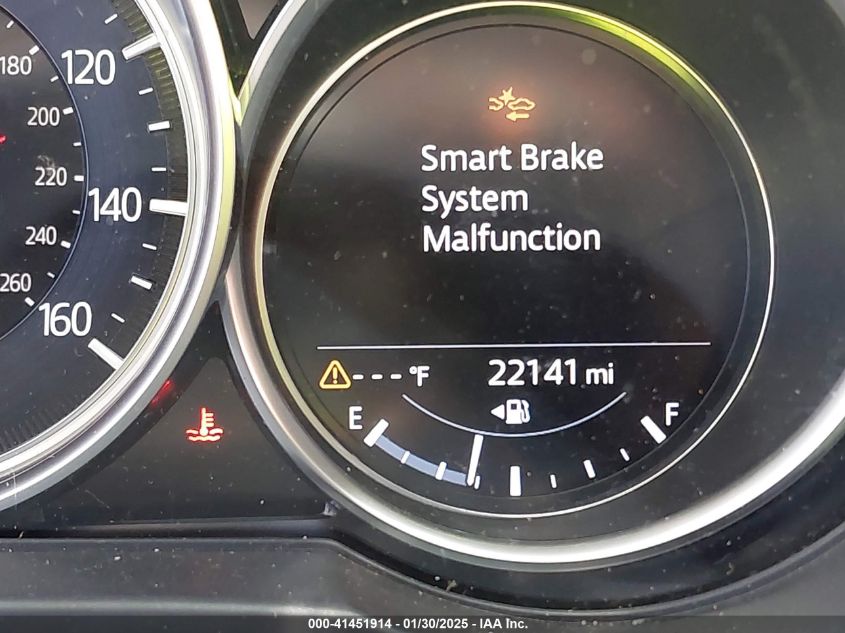 180
120
200
220
140
240
260
160
Smart Brake
System
Malfunction
---°F 22141 mi
E F
000-41451914 - 01/30/2025 - IAA Inc.